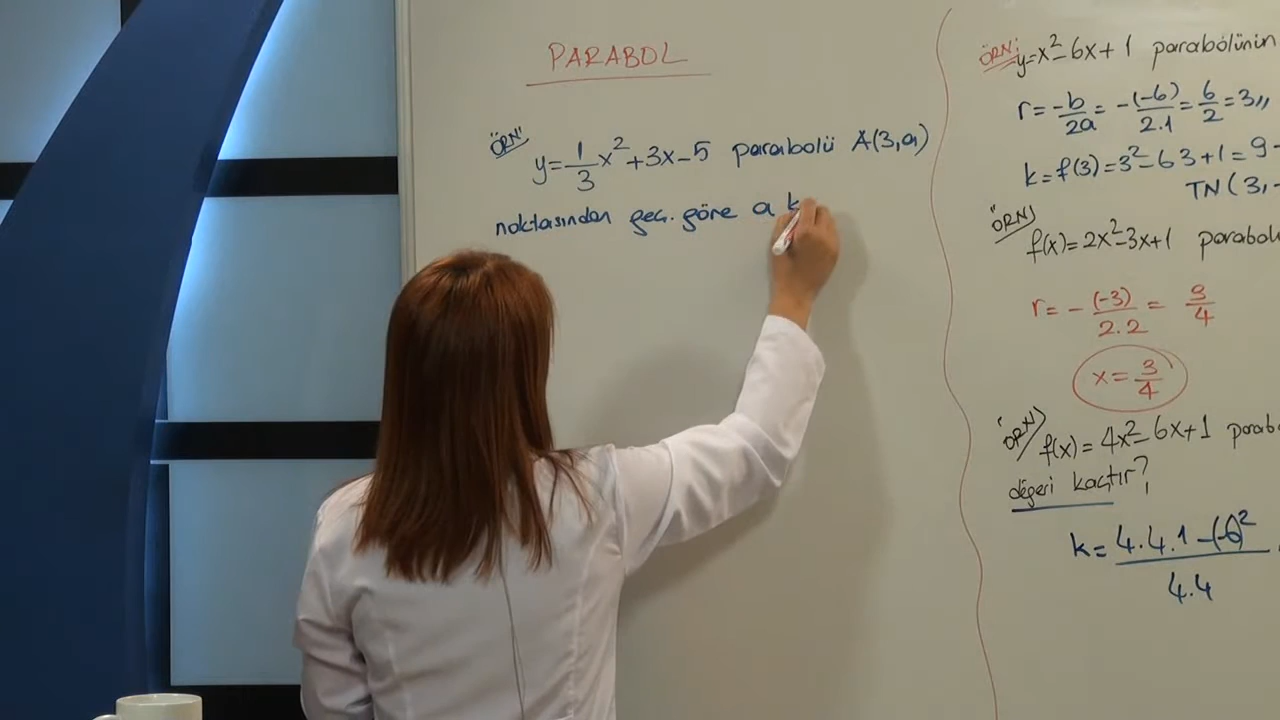 PARABOL
"ÖRN"
y=1/3x²+3x-5 parabolü A(3,a)
noktasından geç. göre a k
ÖRN;
y=x²-6x+1 parabolünün
r=-b/2a=-(-6)/2.1=6/2=3,,
k=f(3)=3²-6 3+1=9-
TN(3,-
"ÖRN)
f(x)=2x²-3x+1 parabol
r=-(-3)/2.2=3/4
x=3/4
"ÖRN)
f(x)=4x²-6x+1 parab
değeri kaçtır?
k=4.4.1-(-6)²/4.4